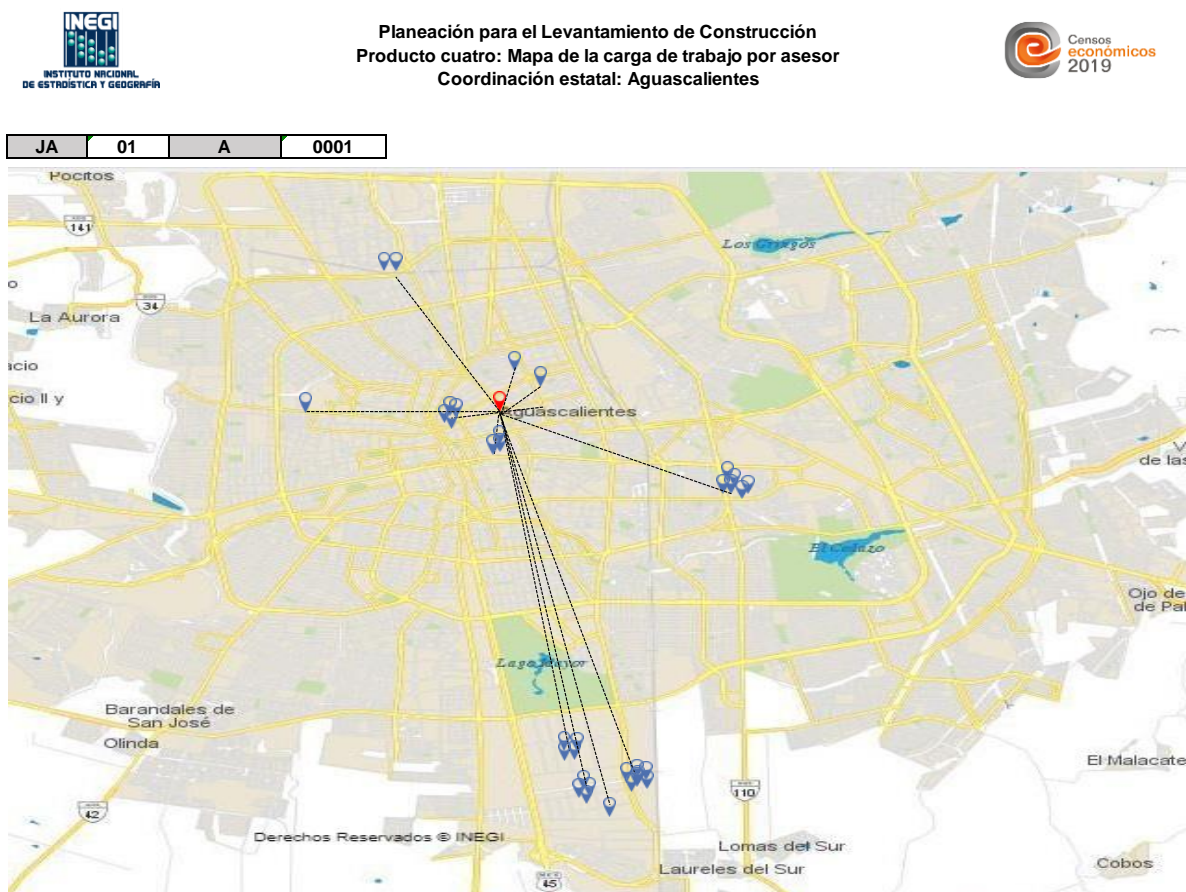 INEGI
INSTITUTO NACIONAL
DE ESTADÍSTICA Y GEOGRAFÍA
Planeación para el Levantamiento de Construcción
Producto cuatro: Mapa de la carga de trabajo por asesor
Coordinación estatal: Aguascalientes
Censos
económicos
2019
JA 01 A 0001
Pocitos
141
Los Gringos
34
o
La Aurora
acio
cio II y
guascalientes
V
de las
El Cedazo
Ojo de
de Pal
Lago Mayor
Barandales de
San José
Olinda
El Malacate
110
42
Derechos Reservados © INEGI
Lomas del Sur
Laureles del Sur
Cobos
45